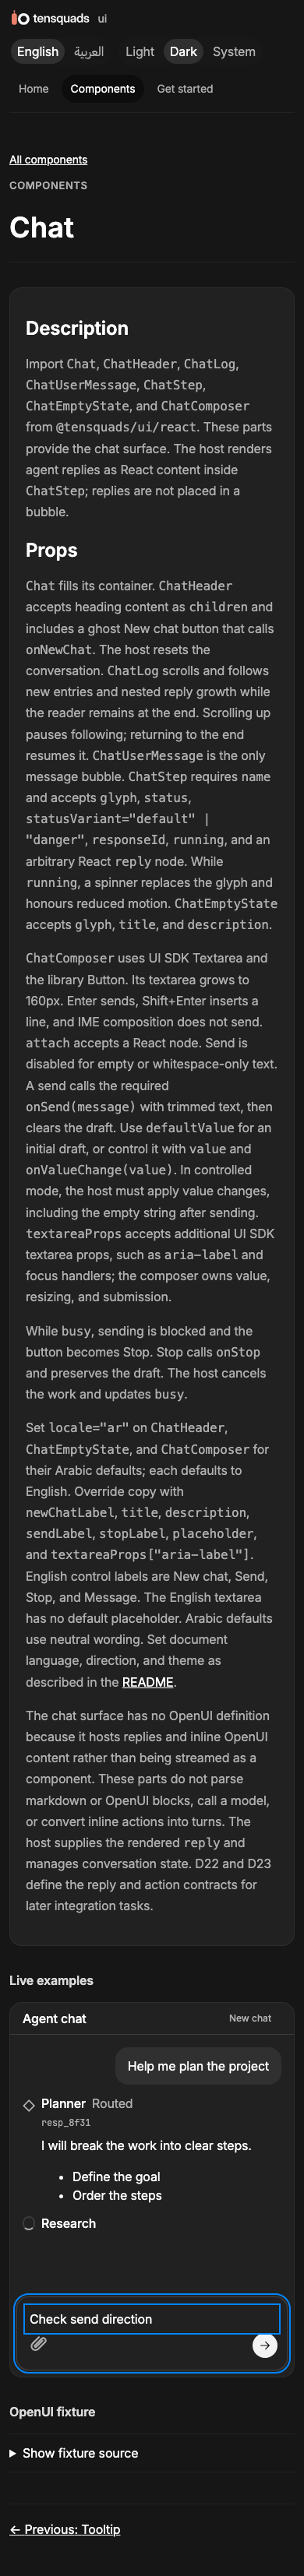 tensquads ui
English العربية Light Dark System
Home Components Get started
All components
COMPONENTS
Chat
Description
Import Chat, ChatHeader, ChatLog,
ChatUserMessage, ChatStep,
ChatEmptyState, and ChatComposer
from @tensquads/ui/react. These parts
provide the chat surface. The host renders
agent replies as React content inside
ChatStep; replies are not placed in a
bubble.
Props
Chat fills its container. ChatHeader
accepts heading content as children and
includes a ghost New chat button that calls
onNewChat. The host resets the
conversation. ChatLog scrolls and follows
new entries and nested reply growth while
the reader remains at the end. Scrolling up
pauses following; returning to the end
resumes it. ChatUserMessage is the only
message bubble. ChatStep requires name
and accepts glyph, status,
statusVariant="default" |
"danger", responseId, running, and an
arbitrary React reply node. While
running, a spinner replaces the glyph and
honours reduced motion. ChatEmptyState
accepts glyph, title, and description.
ChatComposer uses UI SDK Textarea and
the library Button. Its textarea grows to
160px. Enter sends, Shift+Enter inserts a
line, and IME composition does not send.
attach accepts a React node. Send is
disabled for empty or whitespace-only text.
A send calls the required
onSend(message) with trimmed text, then
clears the draft. Use defaultValue for an
initial draft, or control it with value and
onValueChange(value). In controlled
mode, the host must apply value changes,
including the empty string after sending.
textareaProps accepts additional UI SDK
textarea props, such as aria-label and
focus handlers; the composer owns value,
resizing, and submission.
While busy, sending is blocked and the
button becomes Stop. Stop calls onStop
and preserves the draft. The host cancels
the work and updates busy.
Set locale="ar" on ChatHeader,
ChatEmptyState, and ChatComposer for
their Arabic defaults; each defaults to
English. Override copy with
newChatLabel, title, description,
sendLabel, stopLabel, placeholder,
and textareaProps["aria-label"].
English control labels are New chat, Send,
Stop, and Message. The English textarea
has no default placeholder. Arabic defaults
use neutral wording. Set document
language, direction, and theme as
described in the README.
The chat surface has no OpenUI definition
because it hosts replies and inline OpenUI
content rather than being streamed as a
component. These parts do not parse
markdown or OpenUI blocks, call a model,
or convert inline actions into turns. The
host supplies the rendered reply and
manages conversation state. D22 and D23
define the reply and action contracts for
later integration tasks.
Live examples
Agent chat New chat
Help me plan the project
Planner Routed
resp_8f31
I will break the work into clear steps.
• Define the goal
• Order the steps
Research
Check send direction
OpenUI fixture
Show fixture source
← Previous: Tooltip